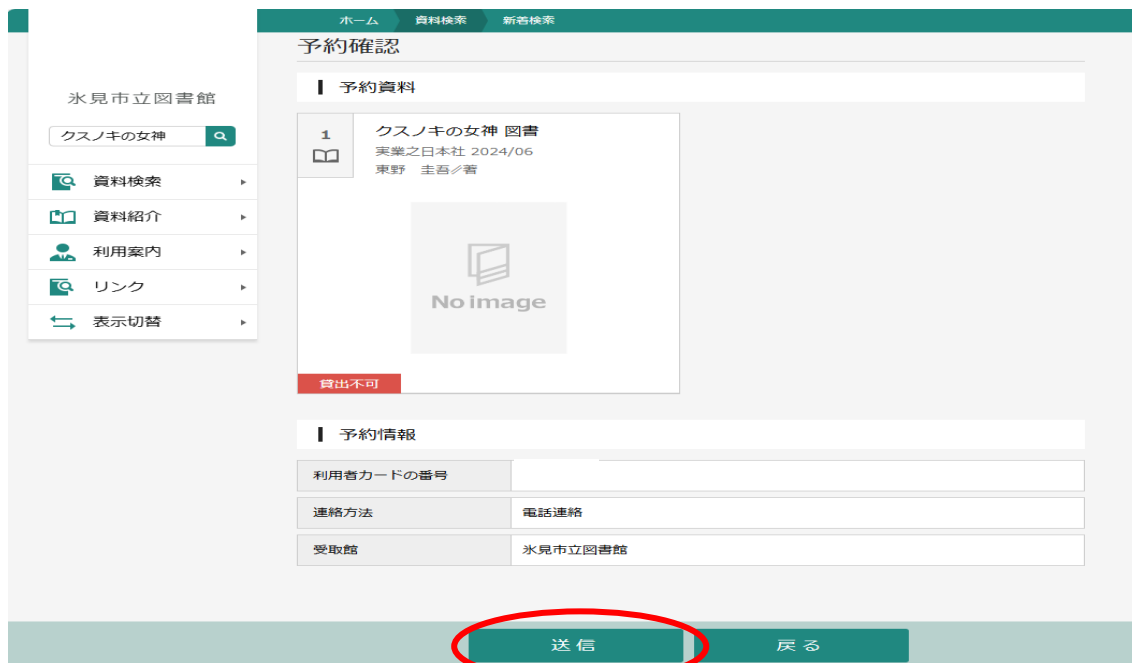 ホーム 資料検索 新着検索
氷見市立図書館
クスノキの女神
資料検索
資料紹介
利用案内
リンク
表示切替
予約確認
予約資料
1
クスノキの女神 図書
実業之日本社 2024/06
東野 圭吾∥著
No image
貸出不可
予約情報
利用者カードの番号
連絡方法 電話連絡
受取館 氷見市立図書館
送信 戻る